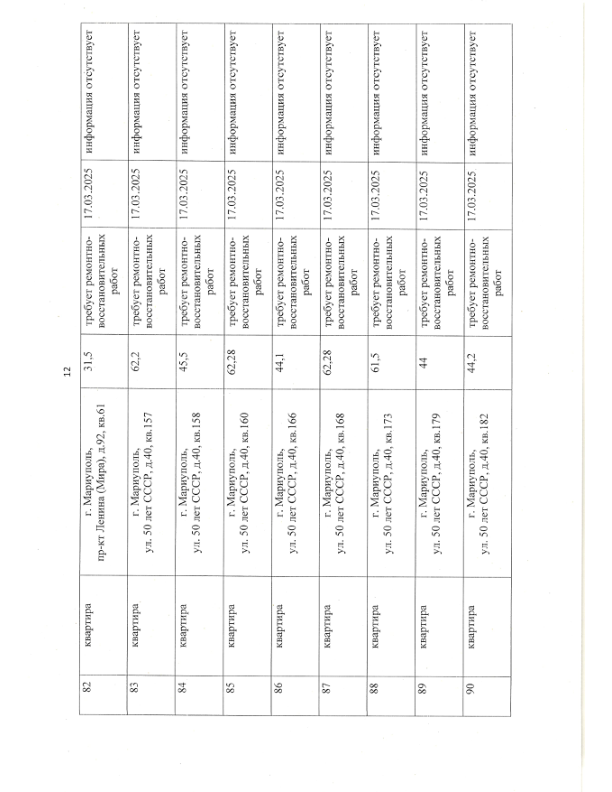 12
82
квартира
г. Мариуполь,
пр-кт Ленина (Мира), д.92, кв.61
31,5
требует ремонтно-
восстановительных
работ
17.03.2025
информация отсутствует
83
квартира
г. Мариуполь,
ул. 50 лет СССР, д.40, кв.157
62,2
требует ремонтно-
восстановительных
работ
17.03.2025
информация отсутствует
84
квартира
г. Мариуполь,
ул. 50 лет СССР, д.40, кв.158
45,5
требует ремонтно-
восстановительных
работ
17.03.2025
информация отсутствует
85
квартира
г. Мариуполь,
ул. 50 лет СССР, д.40, кв.160
62,28
требует ремонтно-
восстановительных
работ
17.03.2025
информация отсутствует
86
квартира
г. Мариуполь,
ул. 50 лет СССР, д.40, кв.166
44,1
требует ремонтно-
восстановительных
работ
17.03.2025
информация отсутствует
87
квартира
г. Мариуполь,
ул. 50 лет СССР, д.40, кв.168
62,28
требует ремонтно-
восстановительных
работ
17.03.2025
информация отсутствует
88
квартира
г. Мариуполь,
ул. 50 лет СССР, д.40, кв.173
61,5
требует ремонтно-
восстановительных
работ
17.03.2025
информация отсутствует
89
квартира
г. Мариуполь,
ул. 50 лет СССР, д.40, кв.179
44
требует ремонтно-
восстановительных
работ
17.03.2025
информация отсутствует
90
квартира
г. Мариуполь,
ул. 50 лет СССР, д.40, кв.182
44,2
требует ремонтно-
восстановительных
работ
17.03.2025
информация отсутствует